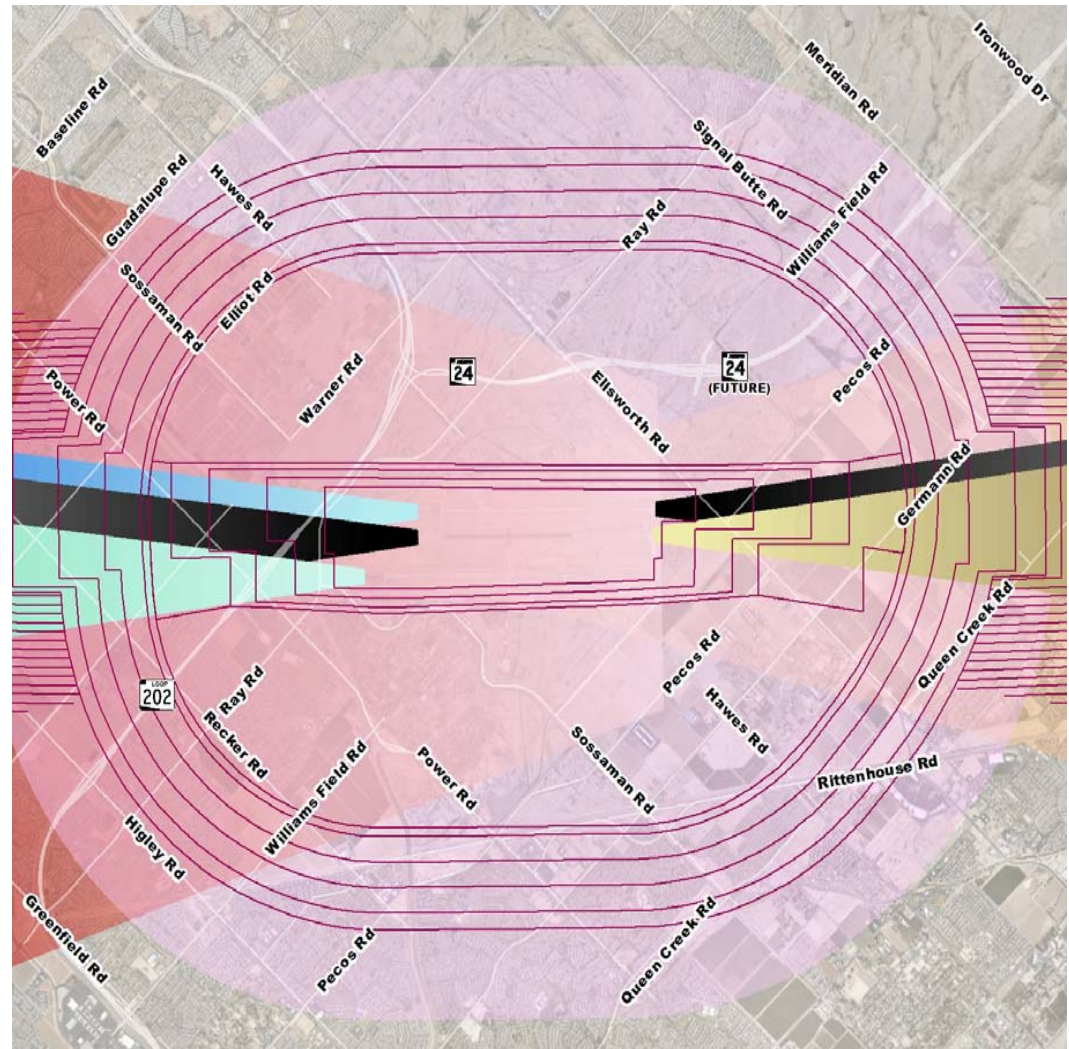 Ironwood Dr
Meridian Rd
Baseline Rd
Signal Butte Rd
Guadalupe Rd
Hawes Rd
Williams Field Rd
Ray Rd
Sossaman Rd
Elliot Rd
Power Rd
Warner Rd
24
Ellsworth Rd
24
(FUTURE)
Pecos Rd
Germann Rd
Queen Creek Rd
LOOP
202
Ray Rd
Recker Rd
Pecos Rd
Hawes Rd
Sossaman Rd
Power Rd
Williams Field Rd
Rittenhouse Rd
Higley Rd
Greenfield Rd
Pecos Rd
Queen Creek Rd